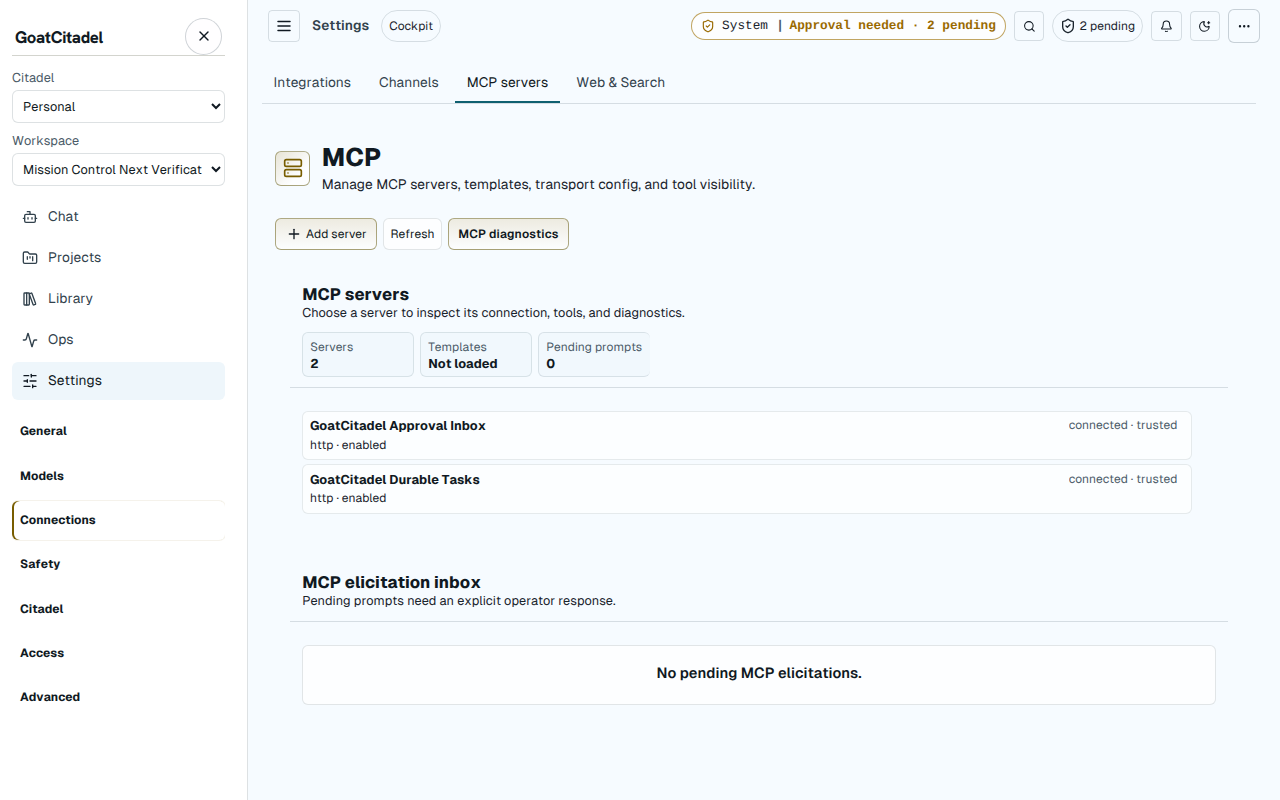 GoatCitadel
Citadel
Personal
Workspace
Mission Control Next Verificat
Chat
Projects
Library
Ops
Settings
General
Models
Connections
Safety
Citadel
Access
Advanced
Settings
Cockpit
System | Approval needed · 2 pending
2 pending
Integrations
Channels
MCP servers
Web & Search
MCP
Manage MCP servers, templates, transport config, and tool visibility.
Add server
Refresh
MCP diagnostics
MCP servers
Choose a server to inspect its connection, tools, and diagnostics.
Servers
2
Templates
Not loaded
Pending prompts
0
GoatCitadel Approval Inbox
connected · trusted
http · enabled
GoatCitadel Durable Tasks
connected · trusted
http · enabled
MCP elicitation inbox
Pending prompts need an explicit operator response.
No pending MCP elicitations.